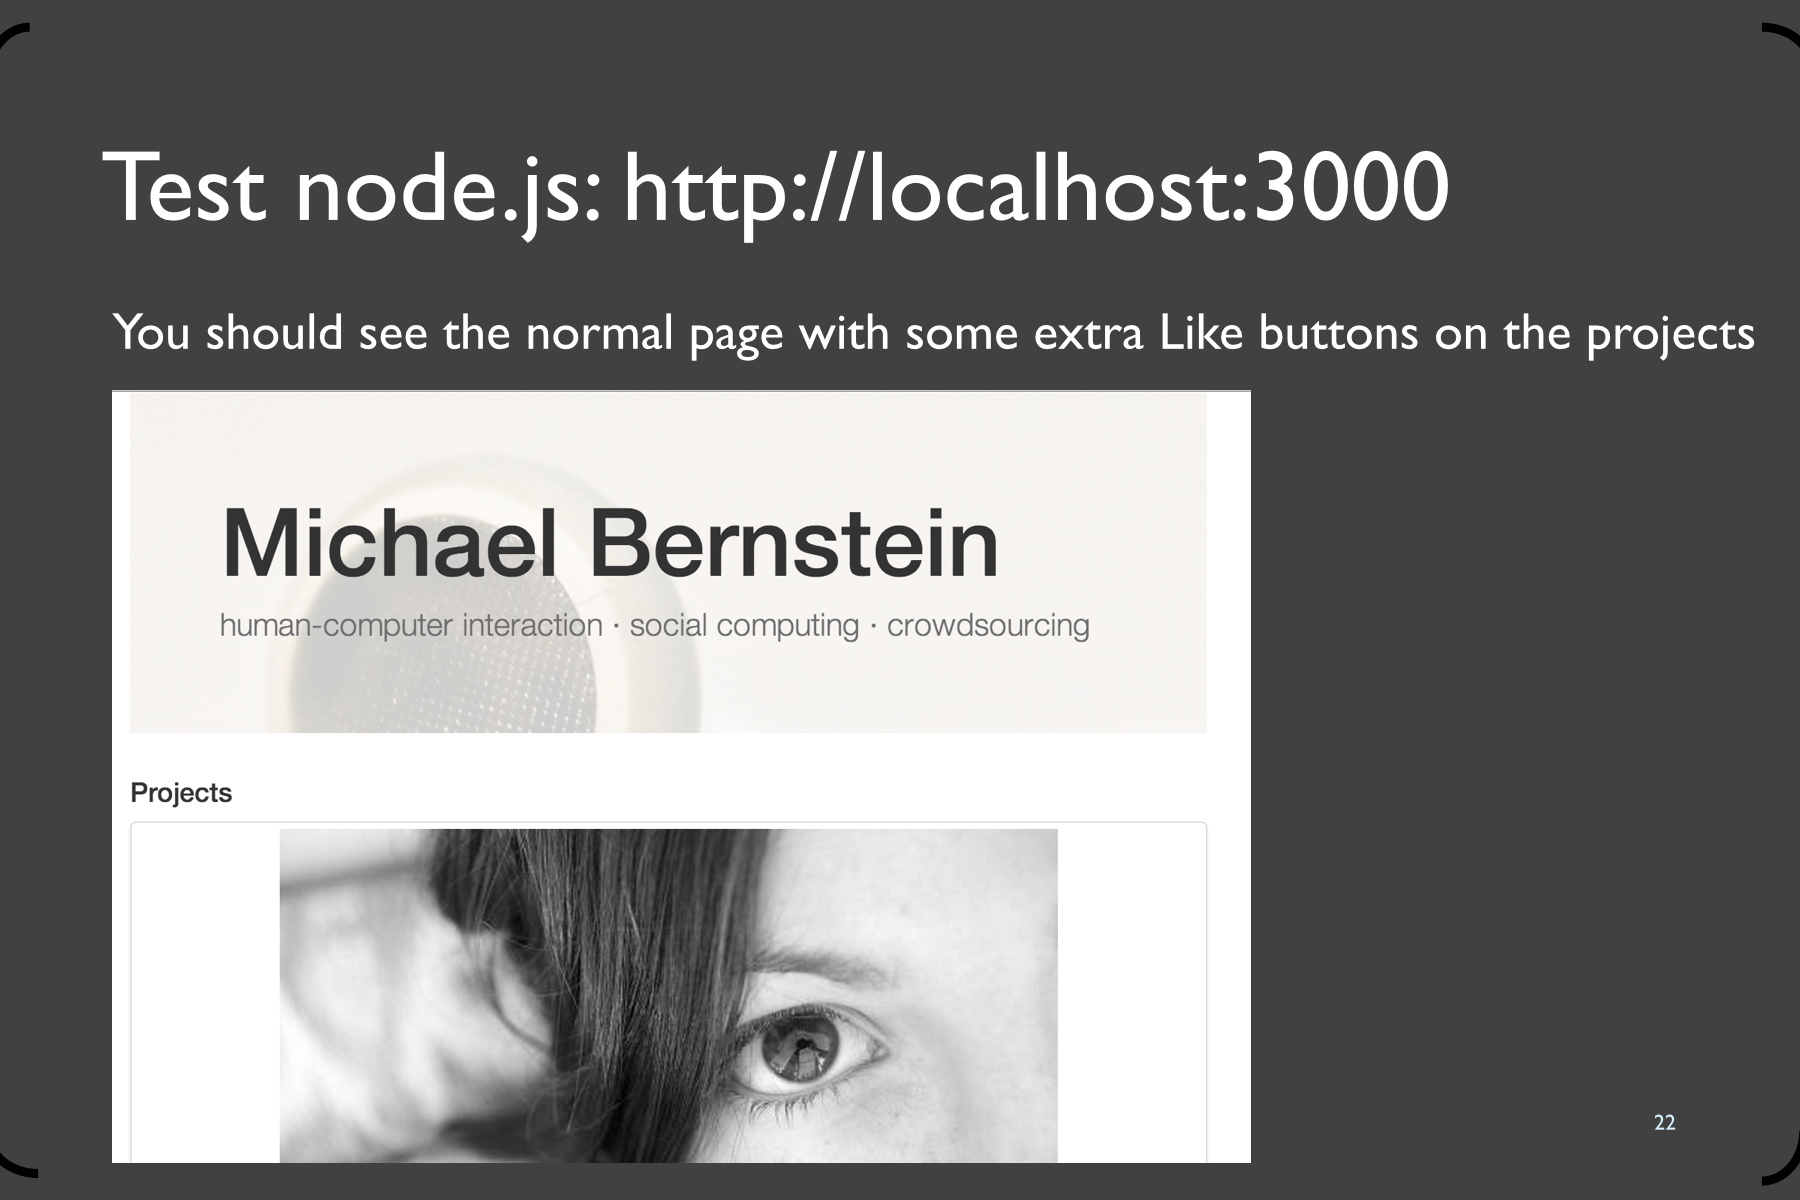 Test node.js: http://localhost:3000
You should see the normal page with some extra Like buttons on the projects
Michael Bernstein
human-computer interaction · social computing · crowdsourcing
Projects
22